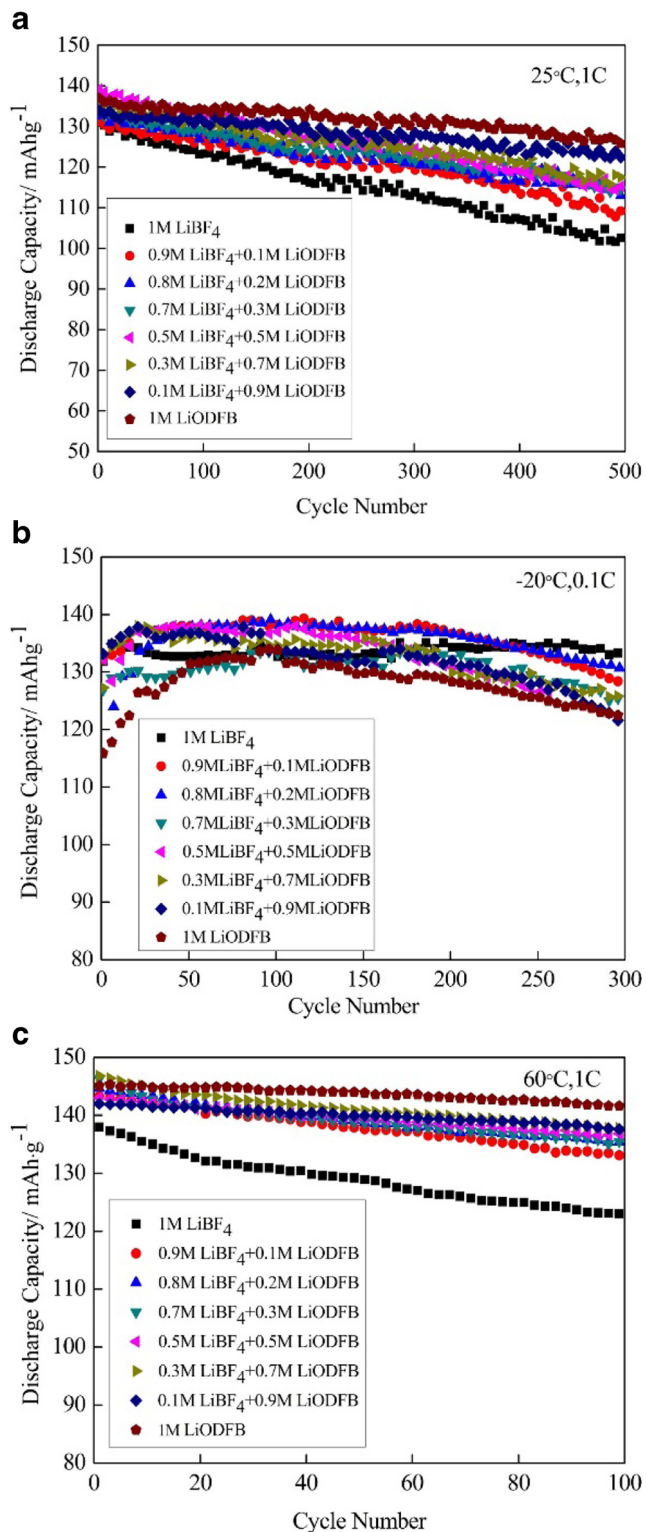 a
150
140
130
120
110
100
90
80
70
60
50
Discharge Capacity/ mAhg-1
25°C,1C
1M LiBF4
0.9M LiBF4+0.1M LiODFB
0.8M LiBF4+0.2M LiODFB
0.7M LiBF4+0.3M LiODFB
0.5M LiBF4+0.5M LiODFB
0.3M LiBF4+0.7M LiODFB
0.1M LiBF4+0.9M LiODFB
1M LiODFB
0 100 200 300 400 500
Cycle Number
b
150
140
130
120
110
100
90
80
Discharge Capacity/ mAhg-1
-20°C,0.1C
1M LiBF4
0.9MLiBF4+0.1MLiODFB
0.8MLiBF4+0.2MLiODFB
0.7MLiBF4+0.3MLiODFB
0.5MLiBF4+0.5MLiODFB
0.3MLiBF4+0.7MLiODFB
0.1MLiBF4+0.9MLiODFB
1M LiODFB
0 50 100 150 200 250 300
Cycle Number
c
150
140
130
120
110
100
90
80
Discharge Capacity/ mAh·g-1
60°C,1C
1M LiBF4
0.9M LiBF4+0.1M LiODFB
0.8M LiBF4+0.2M LiODFB
0.7M LiBF4+0.3M LiODFB
0.5M LiBF4+0.5M LiODFB
0.3M LiBF4+0.7M LiODFB
0.1M LiBF4+0.9M LiODFB
1M LiODFB
0 20 40 60 80 100
Cycle Number